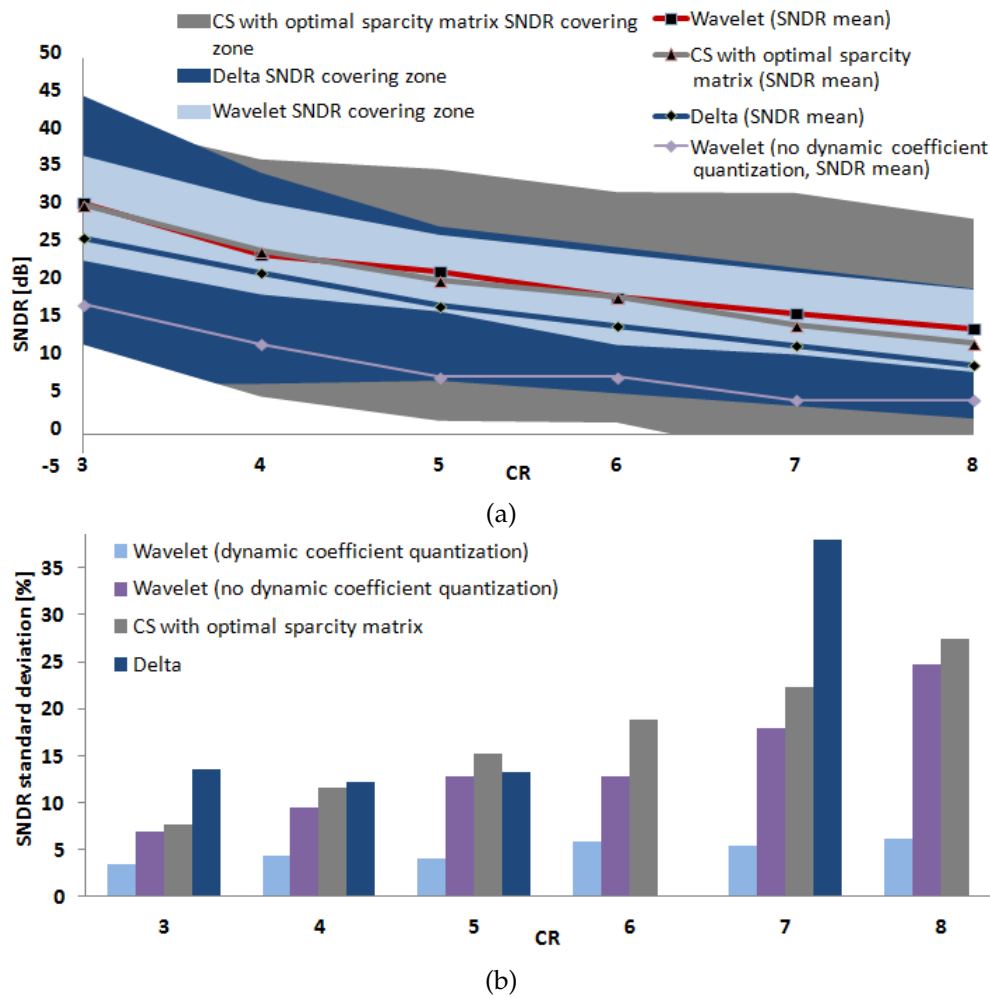 CS with optimal sparcity matrix SNDR covering
zone
Delta SNDR covering zone
Wavelet SNDR covering zone
Wavelet (SNDR mean)
CS with optimal sparcity
matrix (SNDR mean)
Delta (SNDR mean)
Wavelet (no dynamic coefficient
quantization, SNDR mean)
SNDR [dB]
50
45
40
35
30
25
20
15
10
5
0
-5
3 4 5 6 7 8
CR
(a)
Wavelet (dynamic coefficient quantization)
Wavelet (no dynamic coefficient quantization)
CS with optimal sparcity matrix
Delta
SNDR standard deviation [%]
35
30
25
20
15
10
5
0
3 4 5 6 7 8
CR
(b)